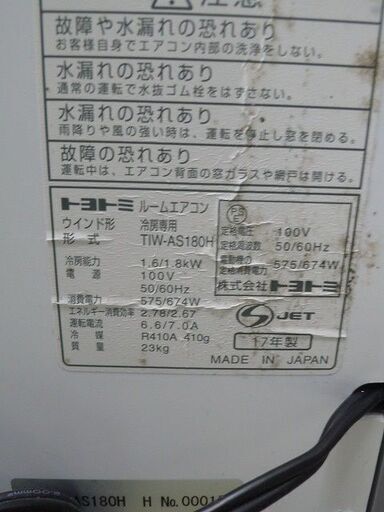 注意
故障や水漏れの恐れあり
お客様自身でエアコン内部の洗浄をしない。
水漏れの恐れあり
通常の運転で水抜ゴム栓をはずさない。
水漏れの恐れあり
雨降りや風の強い時は、運転を停止し窓を閉める。
故障の恐れあり
運転中は、エアコン背面の窓ガラスや網戸は開ける。
トヨトミ ルームエアコン
ウインド形 冷房専用
形式 TIW-AS180H
冷房能力 1.6/1.8kW
電源 100V
50/60Hz
消費電力 575/674W
エネルギー消費効率 2.78/2.67
運転電流 6.6/7.0A
冷媒 R410A 410g
質量 23kg
PS
E
定格電圧 100V
定格周波数 50/60Hz
電動機の
定格消費電力 575/674W
株式会社トヨトミ
JET
17年製
MADE IN JAPAN
AS180H H No.0001